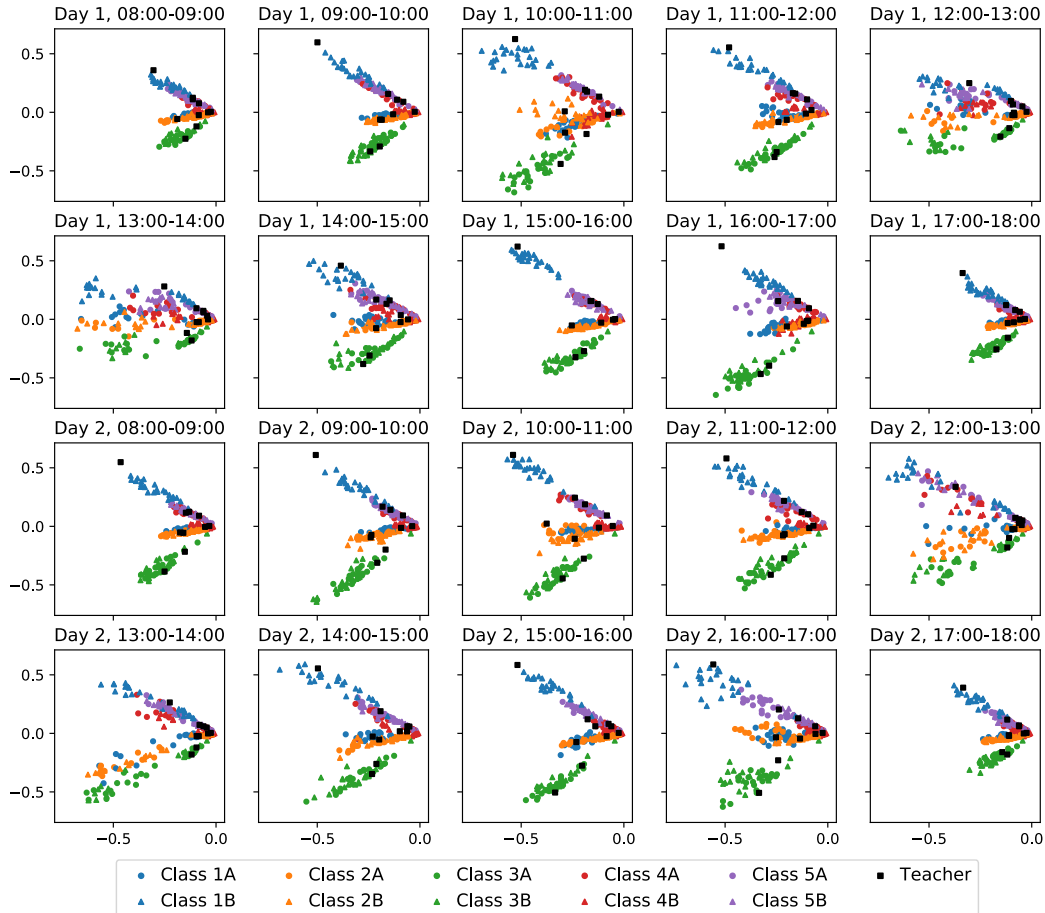 Day 1, 08:00-09:00 Day 1, 09:00-10:00 Day 1, 10:00-11:00 Day 1, 11:00-12:00 Day 1, 12:00-13:00
0.5
0.0
−0.5
Day 1, 13:00-14:00 Day 1, 14:00-15:00 Day 1, 15:00-16:00 Day 1, 16:00-17:00 Day 1, 17:00-18:00
0.5
0.0
−0.5
Day 2, 08:00-09:00 Day 2, 09:00-10:00 Day 2, 10:00-11:00 Day 2, 11:00-12:00 Day 2, 12:00-13:00
0.5
0.0
−0.5
Day 2, 13:00-14:00 Day 2, 14:00-15:00 Day 2, 15:00-16:00 Day 2, 16:00-17:00 Day 2, 17:00-18:00
0.5
0.0
−0.5
−0.5 0.0 −0.5 0.0 −0.5 0.0 −0.5 0.0 −0.5 0.0
Class 1A Class 2A Class 3A Class 4A Class 5A Teacher
Class 1B Class 2B Class 3B Class 4B Class 5B